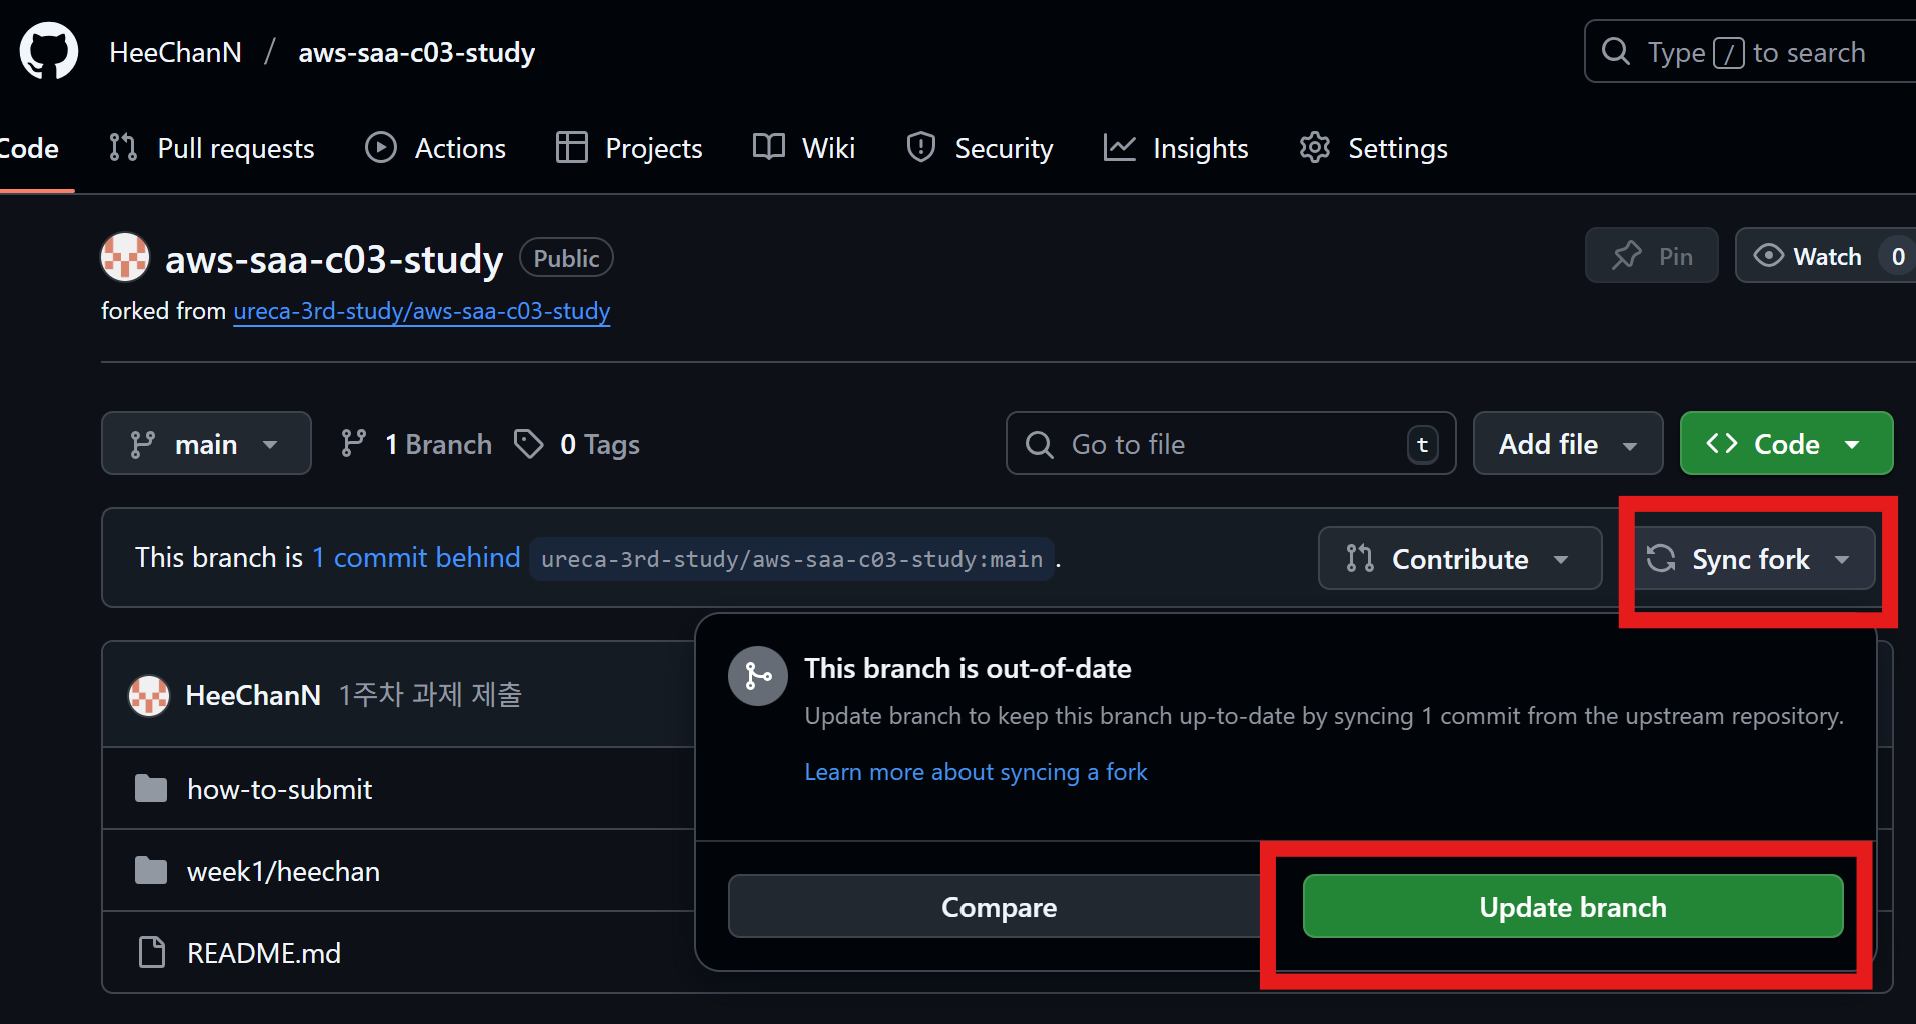 HeeChanN / aws-saa-c03-study
Type / to search
Code Pull requests Actions Projects Wiki Security Insights Settings
aws-saa-c03-study Public
Pin Watch 0
forked from ureca-3rd-study/aws-saa-c03-study
main 1 Branch 0 Tags
Go to file t Add file Code
This branch is 1 commit behind ureca-3rd-study/aws-saa-c03-study:main .
Contribute Sync fork
This branch is out-of-date
Update branch to keep this branch up-to-date by syncing 1 commit from the upstream repository.
Learn more about syncing a fork
Compare Update branch
HeeChanN 1주차 과제 제출
how-to-submit
week1/heechan
README.md